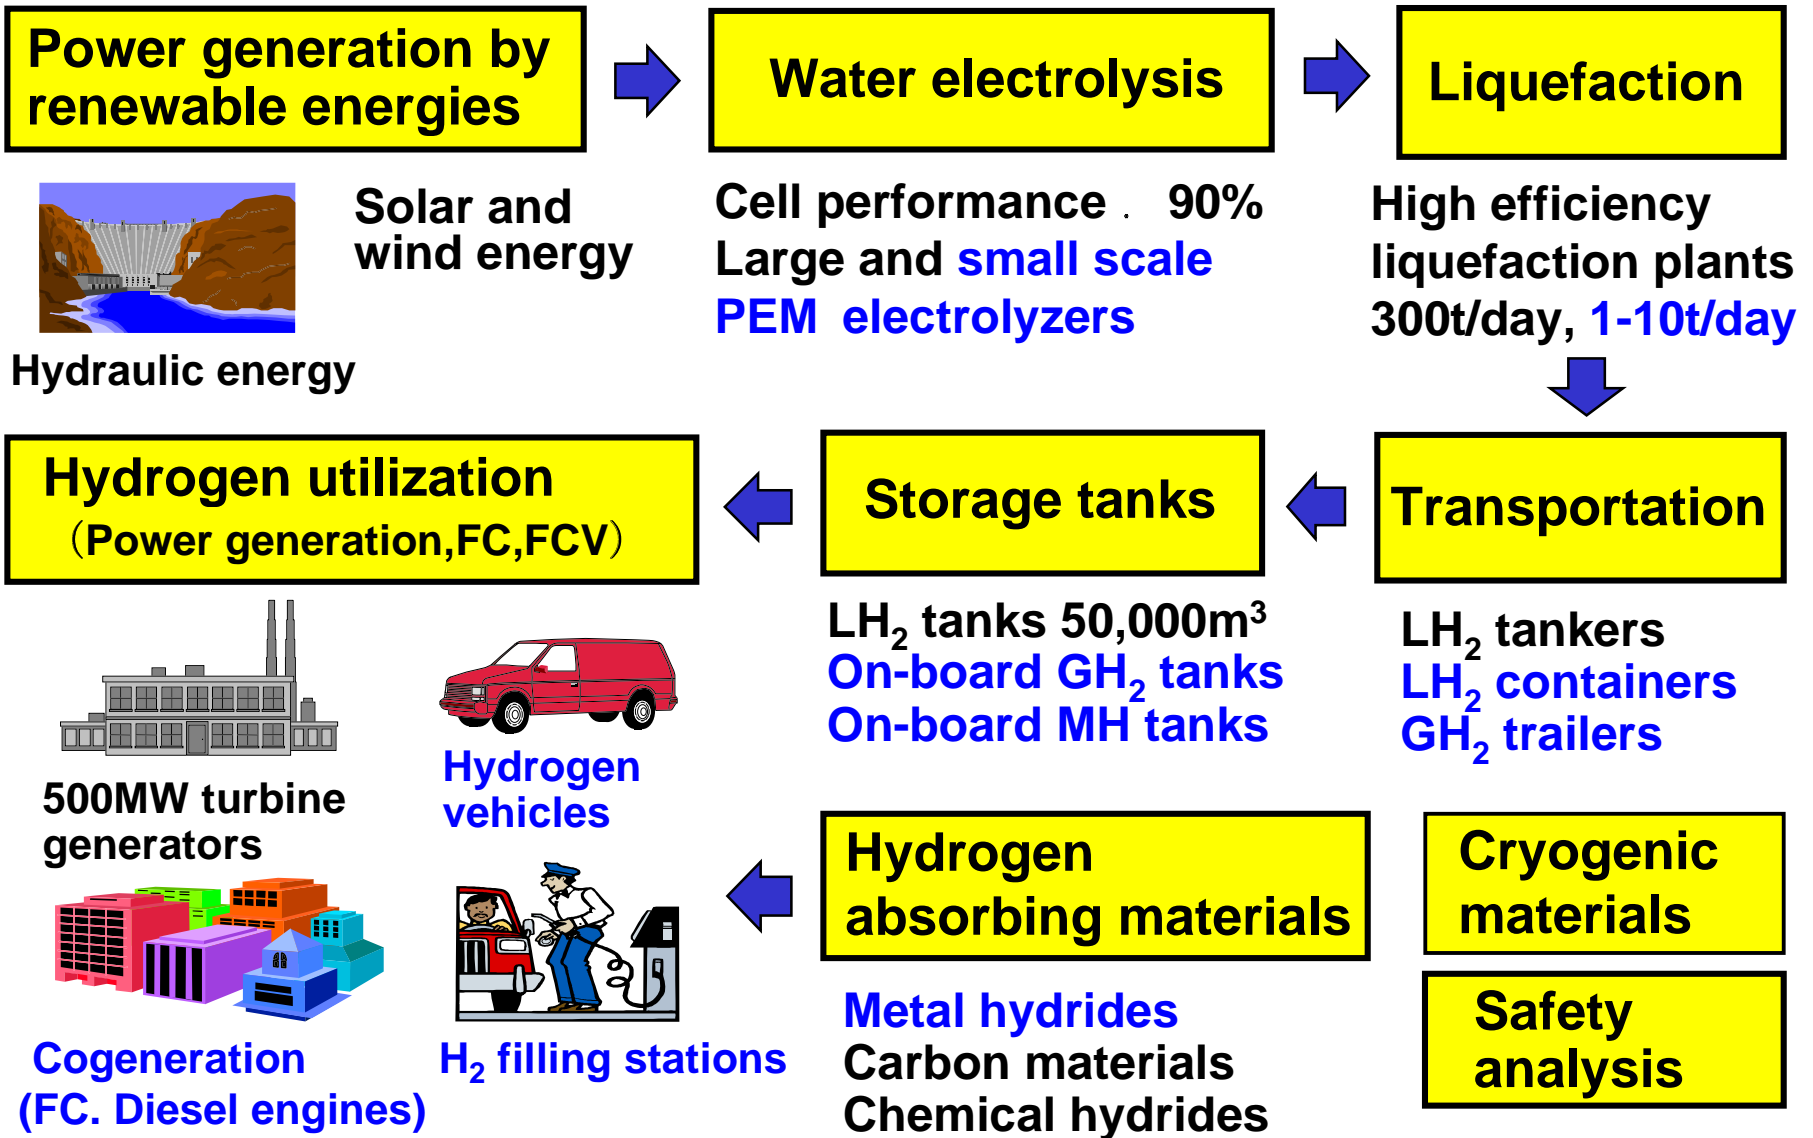 Power generation by
renewable energies
Water electrolysis
Liquefaction
Solar and
wind energy
Hydraulic energy
Cell performance . 90%
Large and small scale
PEM electrolyzers
High efficiency
liquefaction plants
300t/day, 1-10t/day
Hydrogen utilization
（Power generation,FC,FCV）
Storage tanks
Transportation
500MW turbine
generators
Hydrogen
vehicles
LH₂ tanks 50,000m³
On-board GH₂ tanks
On-board MH tanks
LH₂ tankers
LH₂ containers
GH₂ trailers
Cogeneration
(FC. Diesel engines)
H₂ filling stations
Hydrogen
absorbing materials
Metal hydrides
Carbon materials
Chemical hydrides
Cryogenic
materials
Safety
analysis